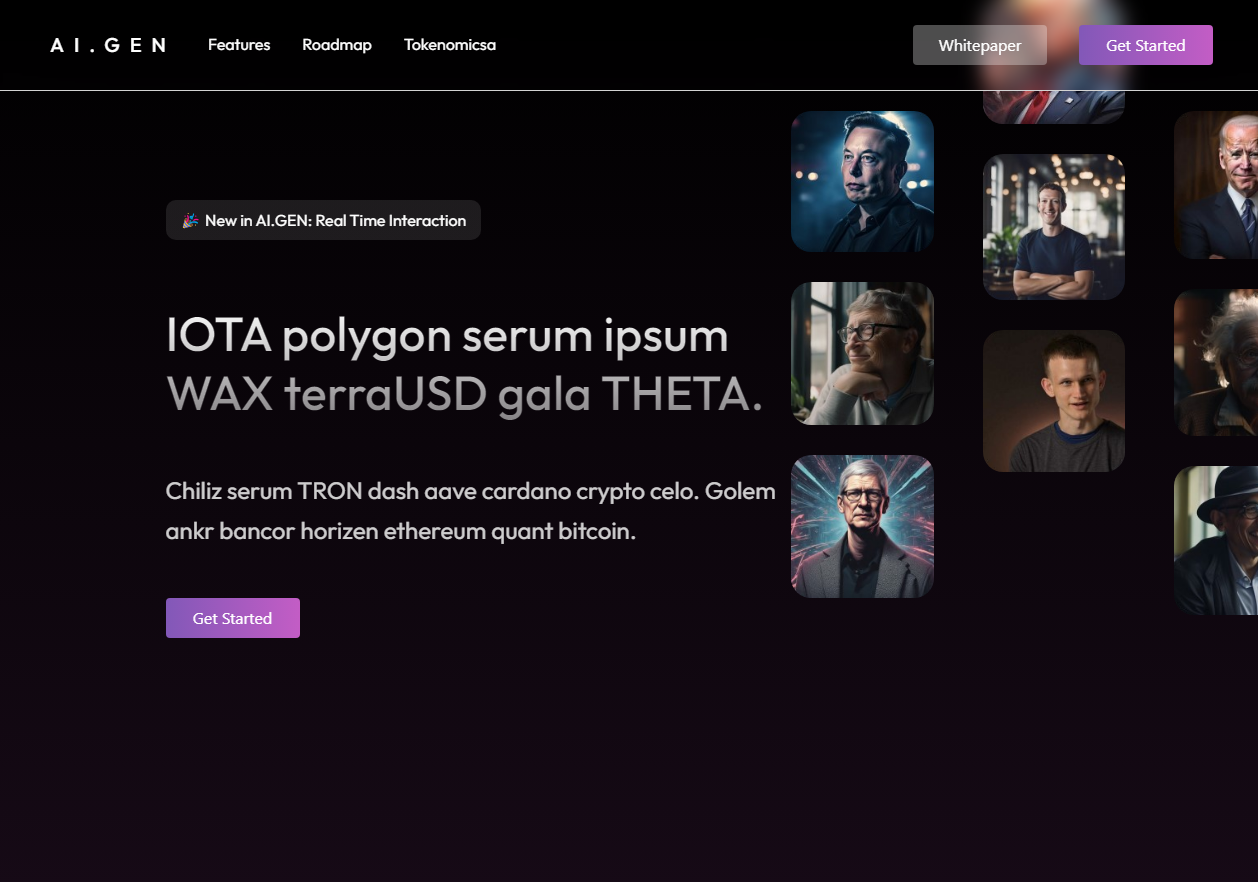 AI.GEN
Features
Roadmap
Tokenomicsa
Whitepaper
Get Started
🎉 New in AI.GEN: Real Time Interaction
IOTA polygon serum ipsum
WAX terraUSD gala THETA.
Chiliz serum TRON dash aave cardano crypto celo. Golem
ankr bancor horizen ethereum quant bitcoin.
Get Started